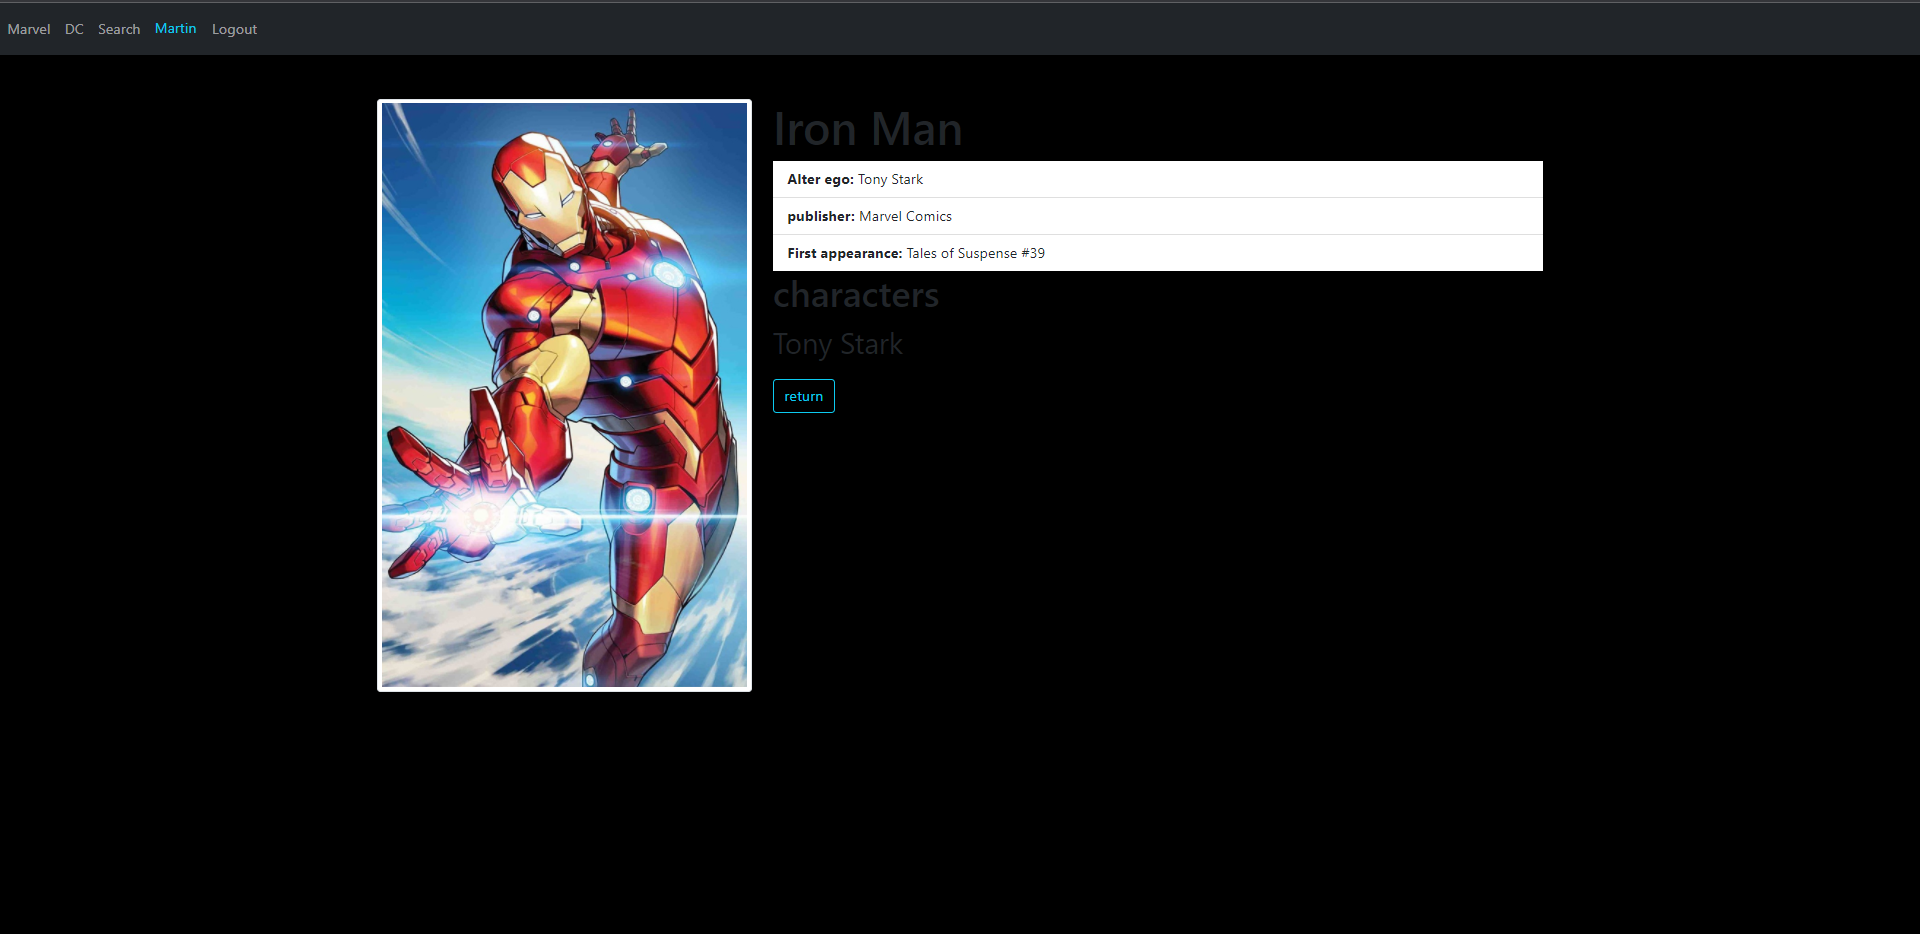 Marvel DC Search Martin Logout
Iron Man
Alter ego: Tony Stark
publisher: Marvel Comics
First appearance: Tales of Suspense #39
characters
Tony Stark
return